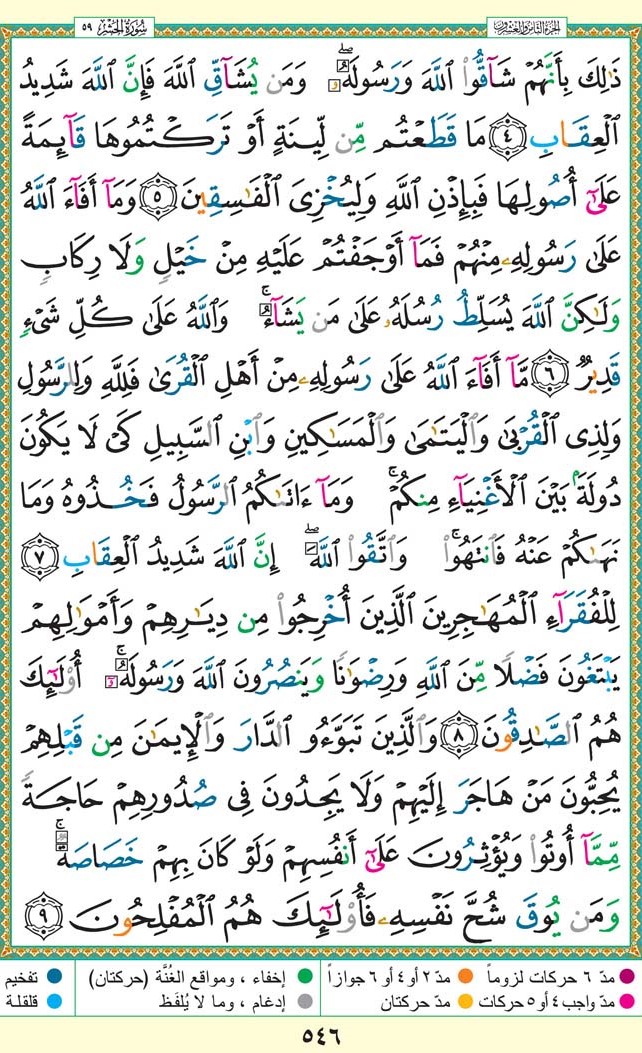 الجزء الثامن والعشرون
سورة الحشر ٥٩
ذَٰلِكَ بِأَنَّهُمْ شَآقُّوا۟ ٱللَّهَ وَرَسُولَهُۥ ۖ وَمَن يُشَآقِّ ٱللَّهَ فَإِنَّ ٱللَّهَ شَدِيدُ
ٱلْعِقَابِ ٤ مَا قَطَعْتُم مِّن لِّينَةٍ أَوْ تَرَكْتُمُوهَا قَآئِمَةً
عَلَىٰٓ أُصُولِهَا فَبِإِذْنِ ٱللَّهِ وَلِيُخْزِىَ ٱلْفَٰسِقِينَ ٥ وَمَآ أَفَآءَ ٱللَّهُ
عَلَىٰ رَسُولِهِۦ مِنْهُمْ فَمَآ أَوْجَفْتُمْ عَلَيْهِ مِنْ خَيْلٍ وَلَا رِكَابٍ
وَلَٰكِنَّ ٱللَّهَ يُسَلِّطُ رُسُلَهُۥ عَلَىٰ مَن يَشَآءُ ۚ وَٱللَّهُ عَلَىٰ كُلِّ شَىْءٍ
قَدِيرٌ ٦ مَّآ أَفَآءَ ٱللَّهُ عَلَىٰ رَسُولِهِۦ مِنْ أَهْلِ ٱلْقُرَىٰ فَلِلَّهِ وَلِلرَّسُولِ
وَلِذِى ٱلْقُرْبَىٰ وَٱلْيَتَٰمَىٰ وَٱلْمَسَٰكِينِ وَٱبْنِ ٱلسَّبِيلِ كَىْ لَا يَكُونَ
دُولَةًۢ بَيْنَ ٱلْأَغْنِيَآءِ مِنكُمْ ۚ وَمَآ ءَاتَىٰكُمُ ٱلرَّسُولُ فَخُذُوهُ وَمَا
نَهَىٰكُمْ عَنْهُ فَٱنتَهُوا۟ ۚ وَٱتَّقُوا۟ ٱللَّهَ ۖ إِنَّ ٱللَّهَ شَدِيدُ ٱلْعِقَابِ ٧
لِلْفُقَرَآءِ ٱلْمُهَٰجِرِينَ ٱلَّذِينَ أُخْرِجُوا۟ مِن دِيَٰرِهِمْ وَأَمْوَٰلِهِمْ
يَبْتَغُونَ فَضْلًا مِّنَ ٱللَّهِ وَرِضْوَٰنًا وَيَنصُرُونَ ٱللَّهَ وَرَسُولَهُۥٓ ۚ أُو۟لَٰٓئِكَ
هُمُ ٱلصَّٰدِقُونَ ٨ وَٱلَّذِينَ تَبَوَّءُو ٱلدَّارَ وَٱلْإِيمَٰنَ مِن قَبْلِهِمْ
يُحِبُّونَ مَنْ هَاجَرَ إِلَيْهِمْ وَلَا يَجِدُونَ فِى صُدُورِهِمْ حَاجَةً
مِّمَّآ أُوتُوا۟ وَيُؤْثِرُونَ عَلَىٰٓ أَنفُسِهِمْ وَلَوْ كَانَ بِهِمْ خَصَاصَةٌ ۚ
وَمَن يُوقَ شُحَّ نَفْسِهِۦ فَأُو۟لَٰٓئِكَ هُمُ ٱلْمُفْلِحُونَ ٩
مدّ ٦ حركات لزوماً مدّ ٢ أو ٤ أو ٦ جوازاً إخفاء ، ومواقع الغُنَّة (حركتان) تفخيم
مدّ واجب ٤ أو ٥ حركات مدّ حركتان إدغام ، وما لا يُلفَظ قلقلة
٥٤٦